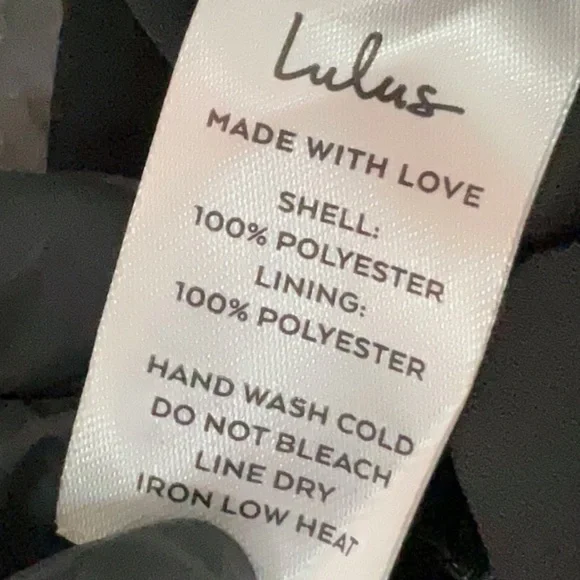 Lulus
MADE WITH LOVE
SHELL:
100% POLYESTER
LINING:
100% POLYESTER
HAND WASH COLD
DO NOT BLEACH
LINE DRY
IRON LOW HEAT